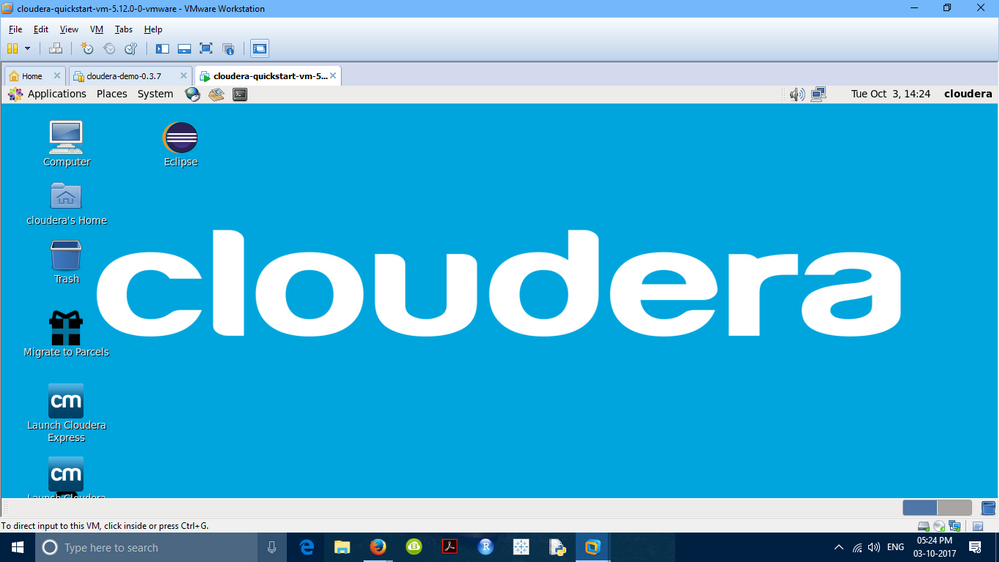 cloudera-quickstart-vm-5.12.0-0-vmware - VMware Workstation
File Edit View VM Tabs Help
Home cloudera-demo-0.3.7 cloudera-quickstart-vm-5...
Applications Places System Tue Oct 3, 14:24 cloudera
Computer Eclipse
cloudera's Home
Trash
cloudera
Migrate to Parcels
cm
Launch Cloudera
Express
cm
Launch Cloudera
To direct input to this VM, click inside or press Ctrl+G.
Type here to search
ENG
05:24 PM
03-10-2017